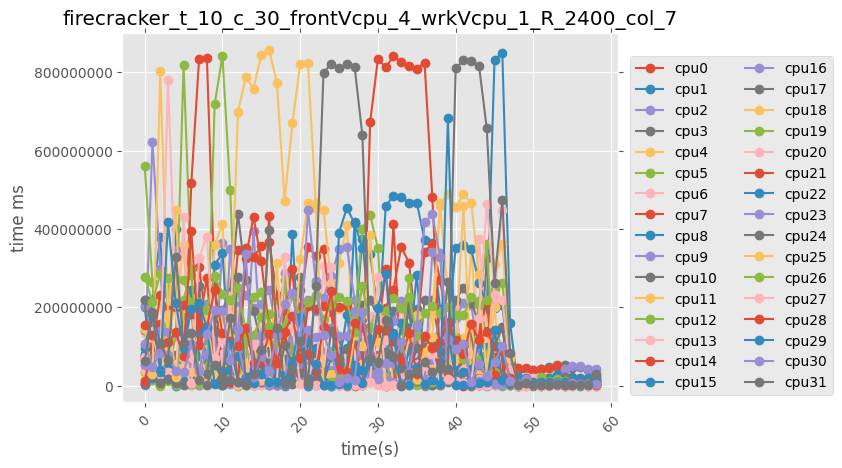 firecracker_t_10_c_30_frontVcpu_4_wrkVcpu_1_R_2400_col_7
time ms
800000000
600000000
400000000
200000000
0
0
10
20
30
40
50
60
time(s)
cpu0
cpu1
cpu2
cpu3
cpu4
cpu5
cpu6
cpu7
cpu8
cpu9
cpu10
cpu11
cpu12
cpu13
cpu14
cpu15
cpu16
cpu17
cpu18
cpu19
cpu20
cpu21
cpu22
cpu23
cpu24
cpu25
cpu26
cpu27
cpu28
cpu29
cpu30
cpu31